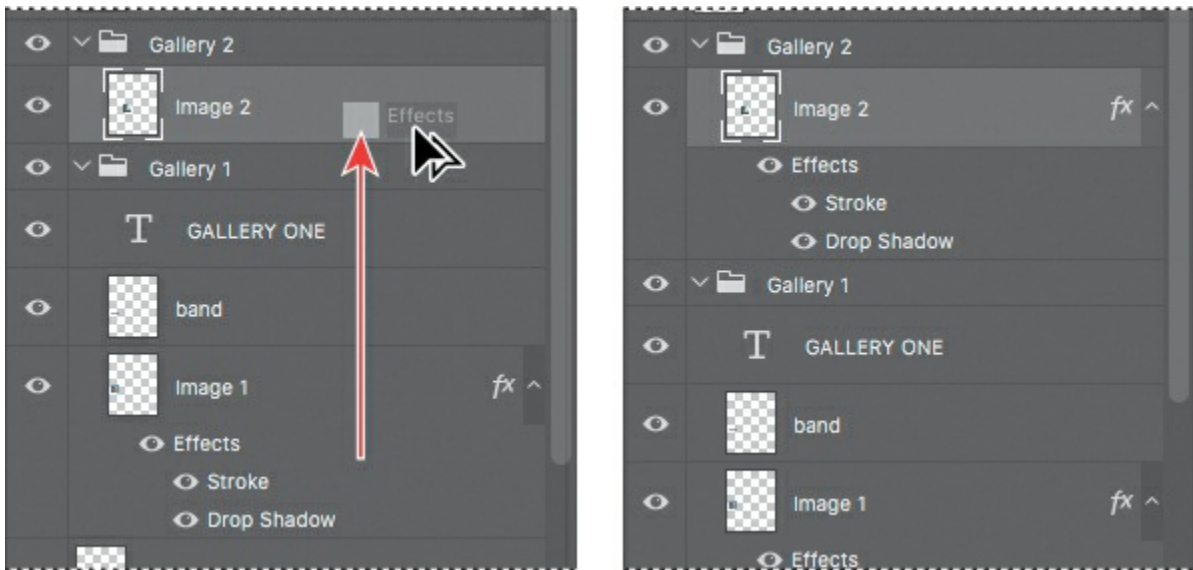 Gallery 2
Image 2
Effects
Gallery 1
T GALLERY ONE
band
Image 1 fx
Effects
Stroke
Drop Shadow
Gallery 2
Image 2 fx
Effects
Stroke
Drop Shadow
Gallery 1
T GALLERY ONE
band
Image 1 fx
Effects